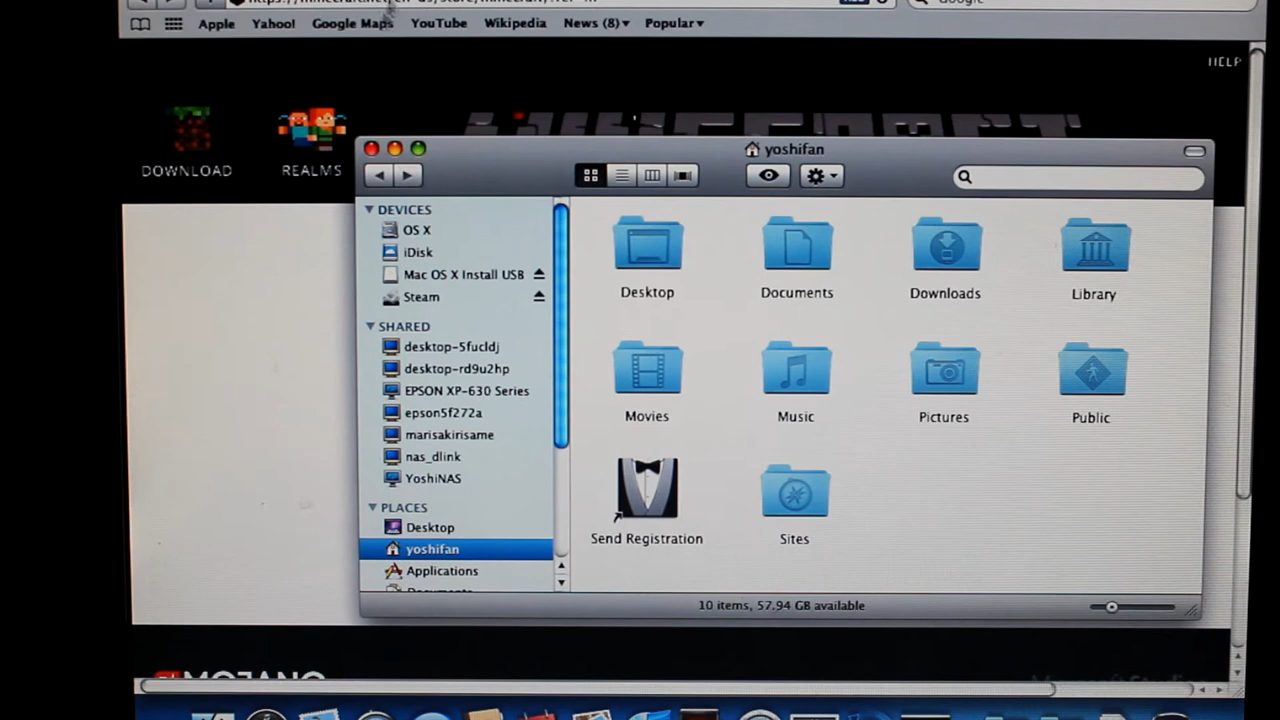 Apple Yahoo! Google Maps YouTube Wikipedia News (8)▾ Popular▾
HELP
DOWNLOAD REALMS
yoshifan
DEVICES
OS X
iDisk
Mac OS X Install USB
Steam
SHARED
desktop-5fucldj
desktop-rd9u2hp
EPSON XP-630 Series
epson5f272a
marisakirisame
nas_dlink
YoshiNAS
PLACES
Desktop
yoshifan
Applications
Desktop Documents Downloads Library
Movies Music Pictures Public
Send Registration Sites
10 items, 57.94 GB available
MOJANG